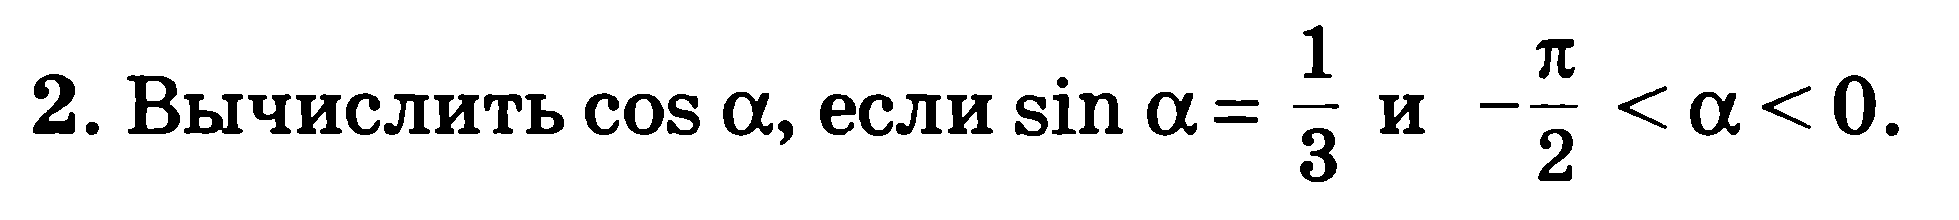 2. Вычислить cos α, если sin α = 1/3 и -π/2 < α < 0.